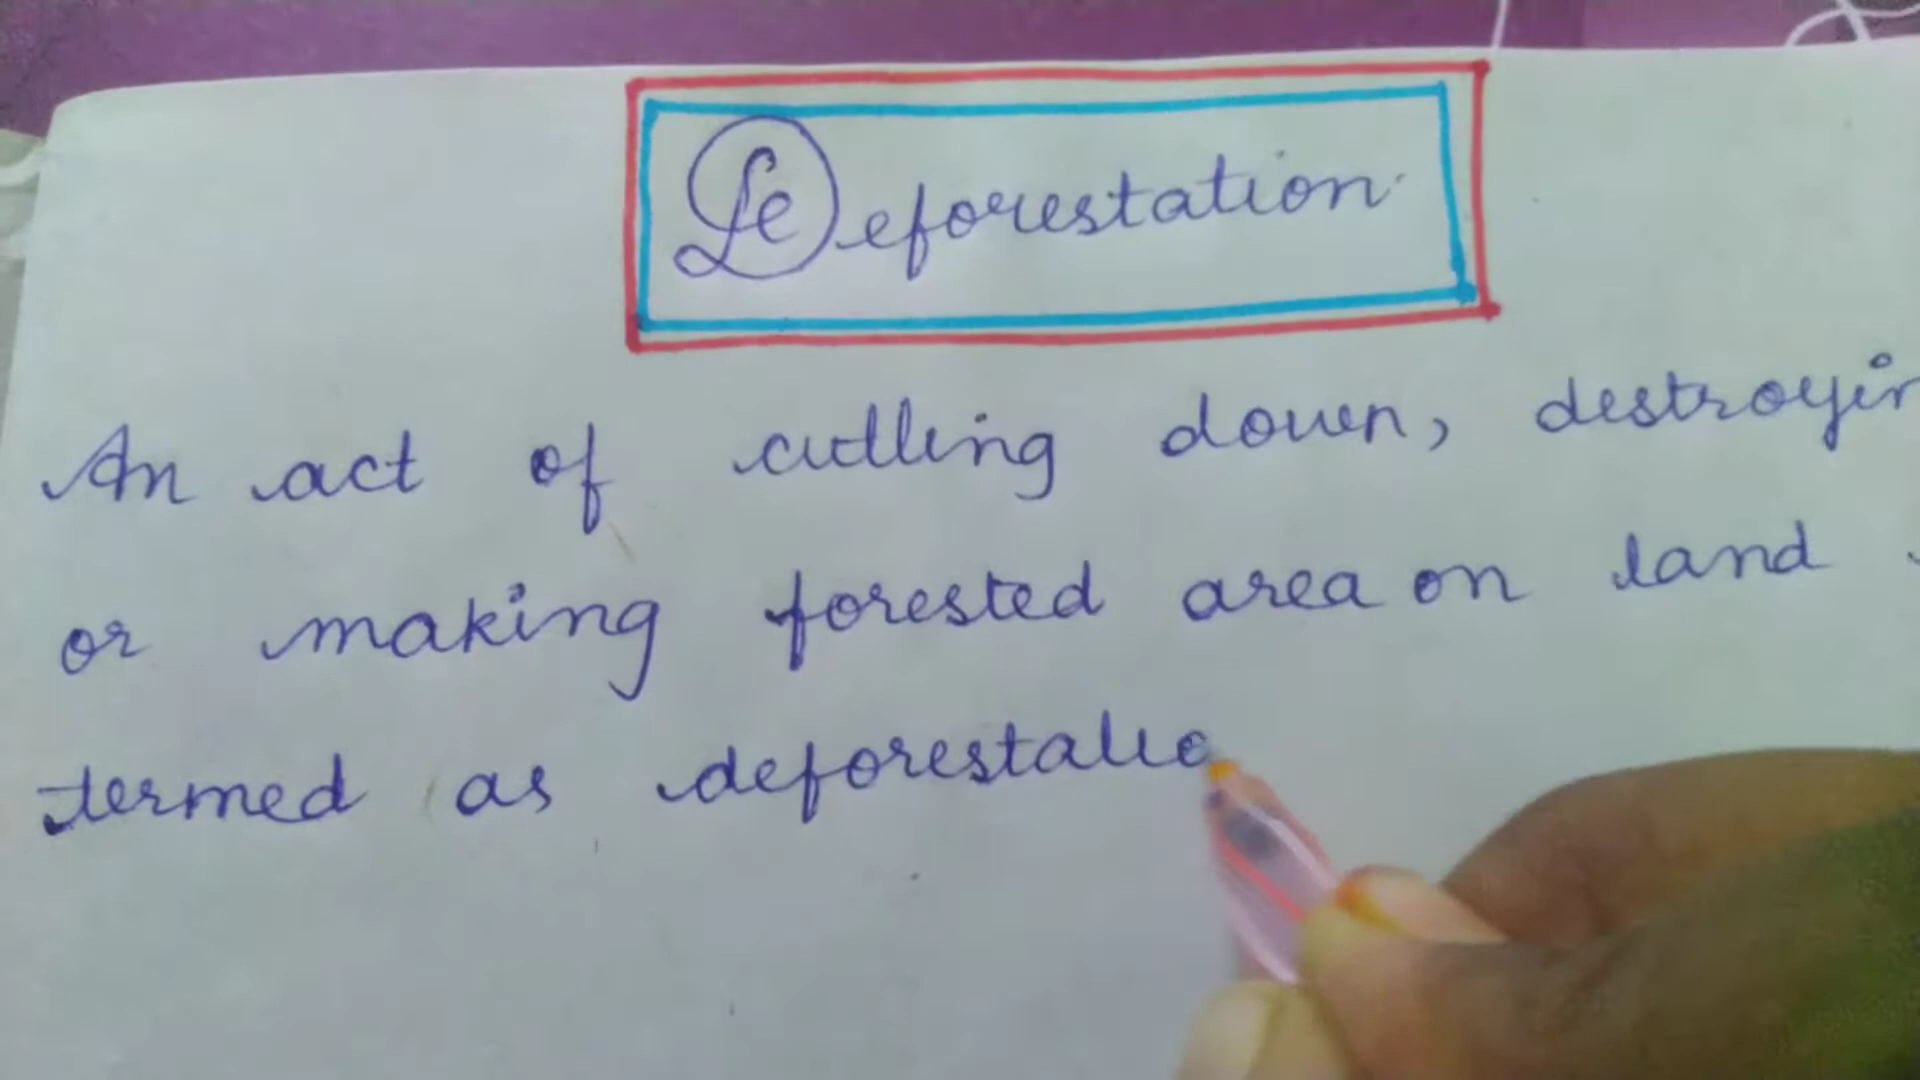 Deforestation
An act of cutting down, destroyin
or making forested area on land
termed as deforestatio